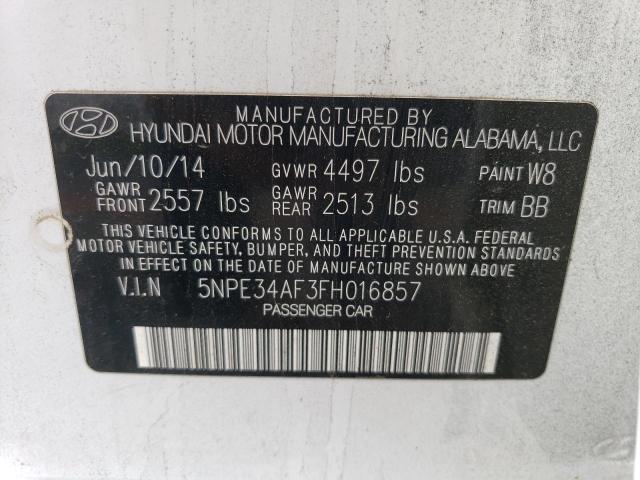 MANUFACTURED BY
HYUNDAI MOTOR MANUFACTURING ALABAMA, LLC
Jun/10/14 GVWR 4497 lbs PAINT W8
GAWR FRONT 2557 lbs GAWR REAR 2513 lbs TRIM BB
THIS VEHICLE CONFORMS TO ALL APPLICABLE U.S.A. FEDERAL
MOTOR VEHICLE SAFETY, BUMPER, AND THEFT PREVENTION STANDARDS
IN EFFECT ON THE DATE OF MANUFACTURE SHOWN ABOVE.
V.I.N 5NPE34AF3FH016857
PASSENGER CAR